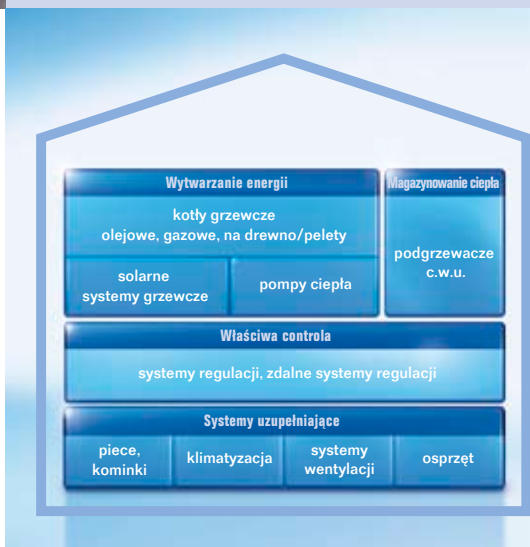 Wytwarzanie energii
kotły grzewcze
olejowe, gazowe, na drewno/pelety
solarne
systemy grzewcze
pompy ciepła
Magazynowanie ciepła
podgrzewacze
c.w.u.
Właściwa controla
systemy regulacji, zdalne systemy regulacji
Systemy uzupełniające
piece,
kominki
klimatyzacja
systemy
wentylacji
osprzęt